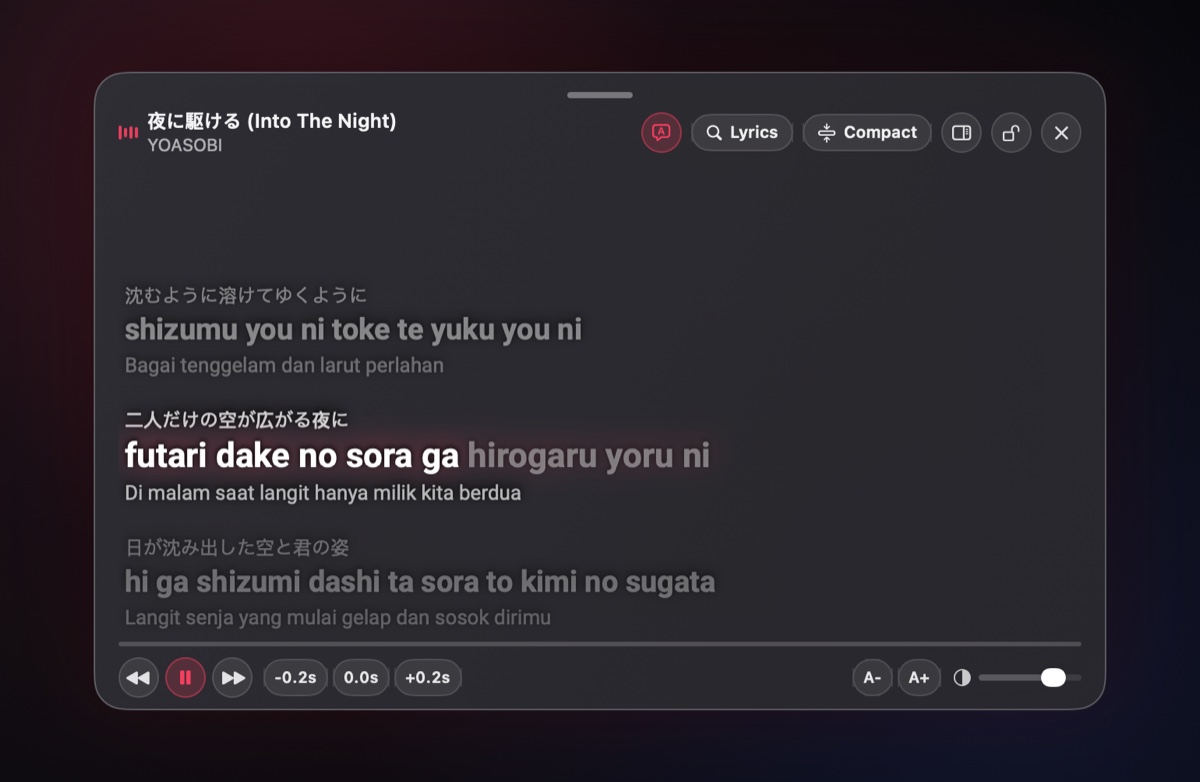 夜に駆ける (Into The Night)
YOASOBI
A
Lyrics
Compact
沈むように溶けてゆくように
shizumu you ni toke te yuku you ni
Bagai tenggelam dan larut perlahan
二人だけの空が広がる夜に
futari dake no sora ga hirogaru yoru ni
Di malam saat langit hanya milik kita berdua
日が沈み出した空と君の姿
hi ga shizumi dashi ta sora to kimi no sugata
Langit senja yang mulai gelap dan sosok dirimu
-0.2s 0.0s +0.2s A- A+